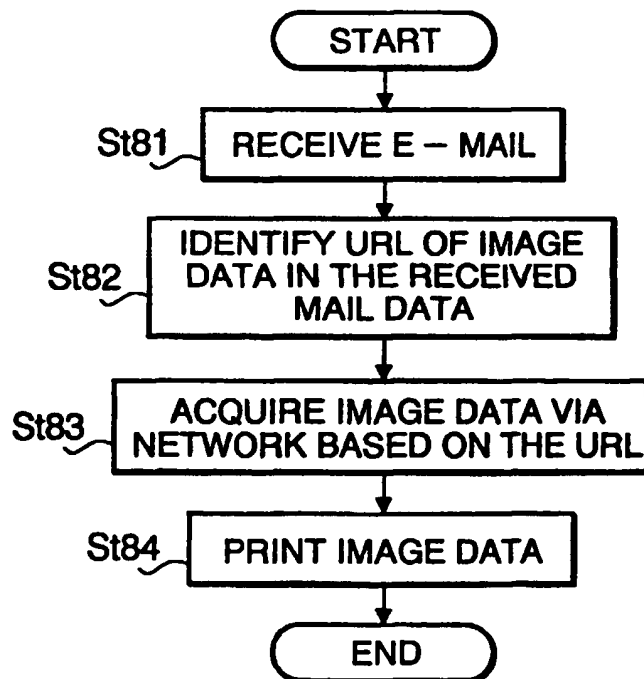 START
St81
RECEIVE E – MAIL
St82
IDENTIFY URL OF IMAGE
DATA IN THE RECEIVED
MAIL DATA
St83
ACQUIRE IMAGE DATA VIA
NETWORK BASED ON THE URL
St84
PRINT IMAGE DATA
END